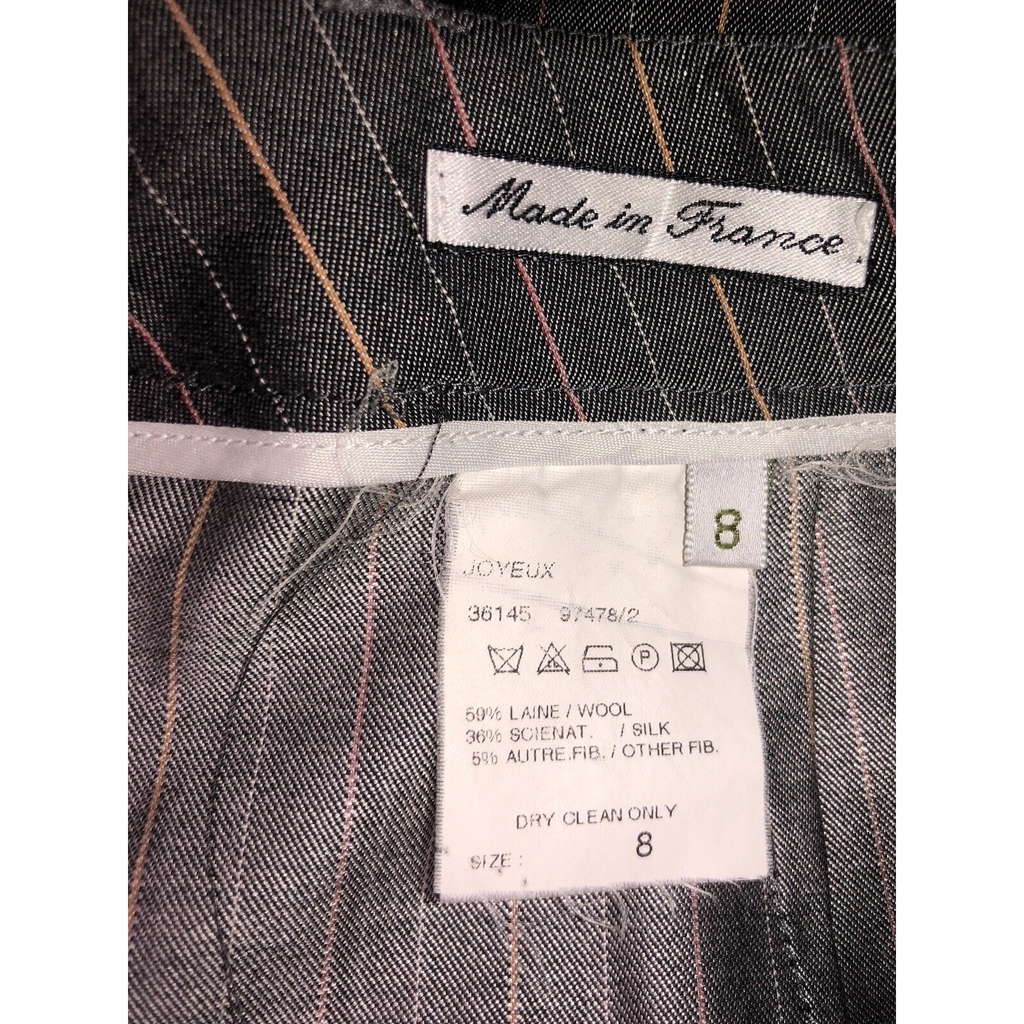 Made in France
8
JOYEUX
36145 97478/2
P
59% LAINE / WOOL
36% SCIENAT. / SILK
5% AUTRE.FIB. / OTHER FIB.
DRY CLEAN ONLY
SIZE : 8